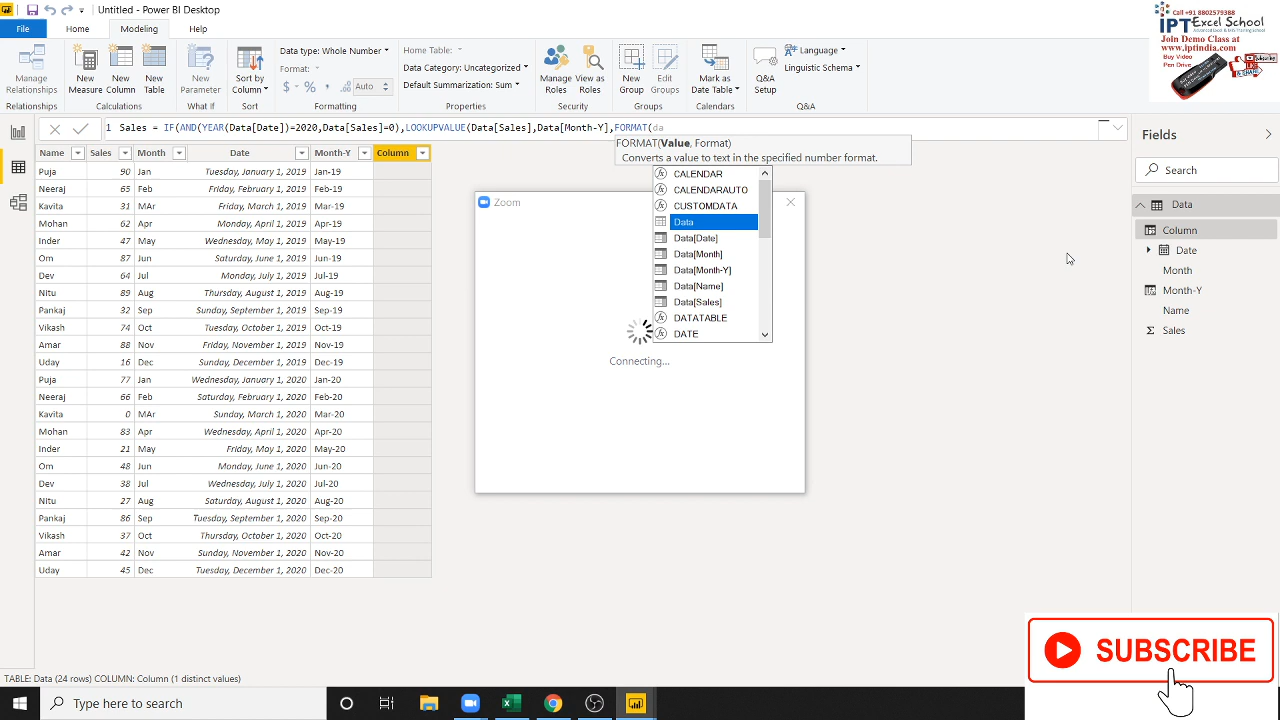 Untitled - Power BI Desktop
File Home Modeling Help
Manage Relationships
New Measure
New Column
New Table
New Parameter
Sort by Column
Data type: Whole Number
Format:
$ % , Auto
Home Table:
Data Category: Uncategorized
Default Summarization: Sum
Manage Roles
View as Roles
New Group
Edit Groups
Mark as Date Table
Q&A Setup
Language
Linguistic Schema
Relationships Calculations What If Sort Formatting Properties Security Groups Calendars Q&A
Call +91 8802579388
IPT Excel School
Advanced Excel & VBA Training School
Join Demo Class at
www.iptindia.com
Buy Video
Pen Drive
1 Sales = IF(AND(YEAR(Data[Date])=2020,Data[Sales]=0),LOOKUPVALUE(Data[Sales],Data[Month-Y],FORMAT(da
FORMAT(Value, Format)
Converts a value to text in the specified number format.
CALENDAR
CALENDARAUTO
CUSTOMDATA
Data
Data[Date]
Data[Month]
Data[Month-Y]
Data[Name]
Data[Sales]
DATATABLE
DATE
Zoom
Connecting...
Name Sales Month Date Month-Y Column
Puja 90 Jan Tuesday, January 1, 2019 Jan-19
Neeraj 65 Feb Friday, February 1, 2019 Feb-19
Kavita 31 MAr Friday, March 1, 2019 Mar-19
Mohan 62 Apr Monday, April 1, 2019 Apr-19
Inder 47 May Wednesday, May 1, 2019 May-19
Om 87 Jun Saturday, June 1, 2019 Jun-19
Dev 64 Jul Monday, July 1, 2019 Jul-19
Nitu 89 Aug Thursday, August 1, 2019 Aug-19
Pankaj 32 Sep Sunday, September 1, 2019 Sep-19
Vikash 74 Oct Tuesday, October 1, 2019 Oct-19
Amar 88 Nov Friday, November 1, 2019 Nov-19
Uday 16 Dec Sunday, December 1, 2019 Dec-19
Puja 77 Jan Wednesday, January 1, 2020 Jan-20
Neeraj 66 Feb Saturday, February 1, 2020 Feb-20
Kavita 0 MAr Sunday, March 1, 2020 Mar-20
Mohan 83 Apr Wednesday, April 1, 2020 Apr-20
Inder 21 May Friday, May 1, 2020 May-20
Om 48 Jun Monday, June 1, 2020 Jun-20
Dev 38 Jul Wednesday, July 1, 2020 Jul-20
Nitu 27 Aug Saturday, August 1, 2020 Aug-20
Pankaj 86 Sep Tuesday, September 1, 2020 Sep-20
Vikash 37 Oct Thursday, October 1, 2020 Oct-20
Amar 42 Nov Sunday, November 1, 2020 Nov-20
Uday 45 Dec Tuesday, December 1, 2020 Dec-20
Fields
Search
Data
Column
Date
Month
Month-Y
Name
Sales
SUBSCRIBE
TABLE: Data (24 rows) COLUMN: Column (1 distinct values)
Type here to search